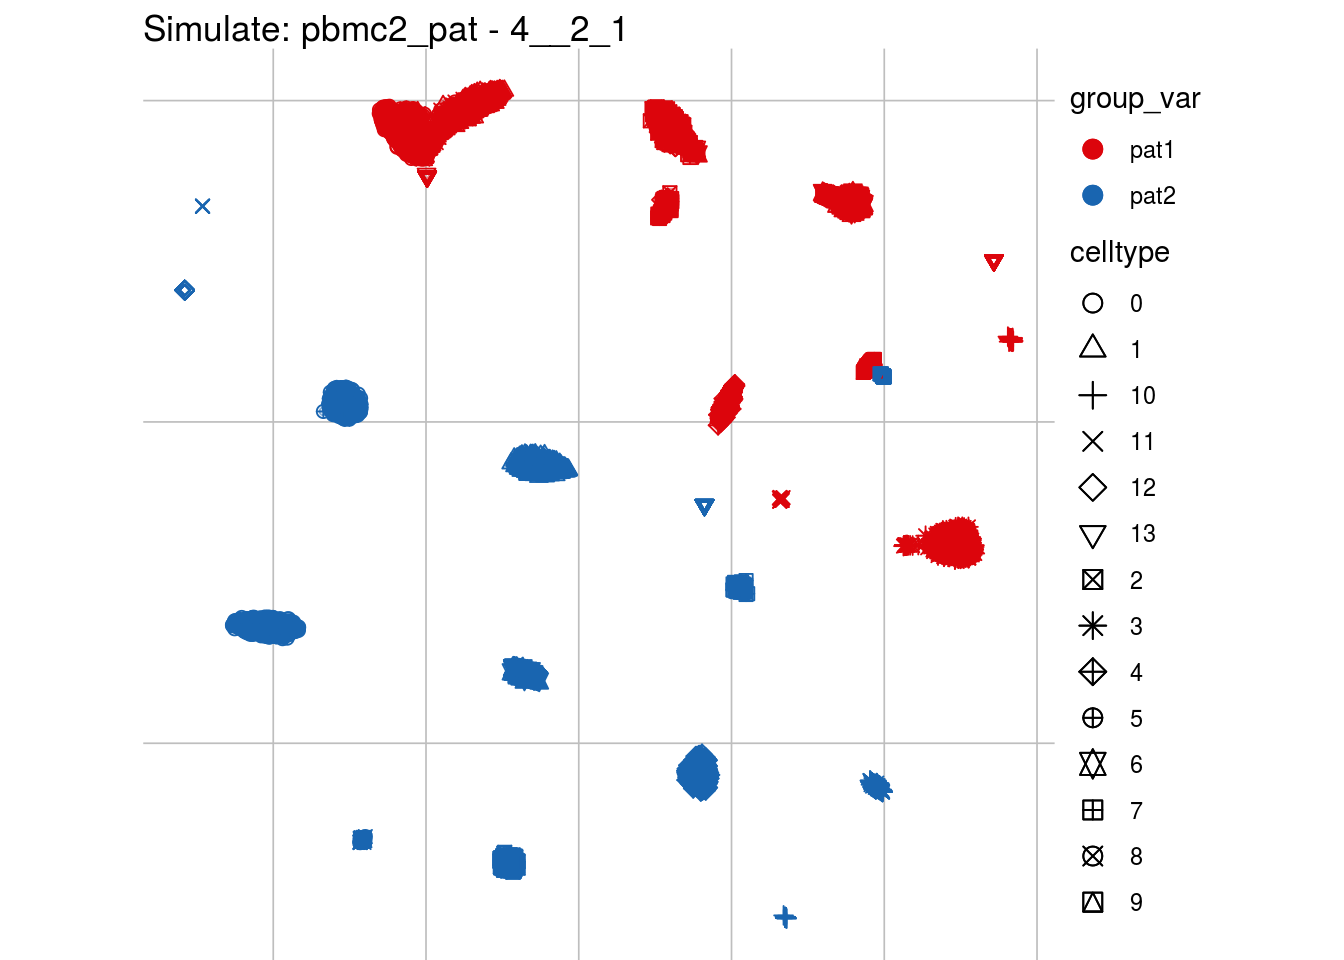 Simulate: pbmc2_pat - 4__2_1
group_var
pat1
pat2
celltype
0
1
10
11
12
13
2
3
4
5
6
7
8
9